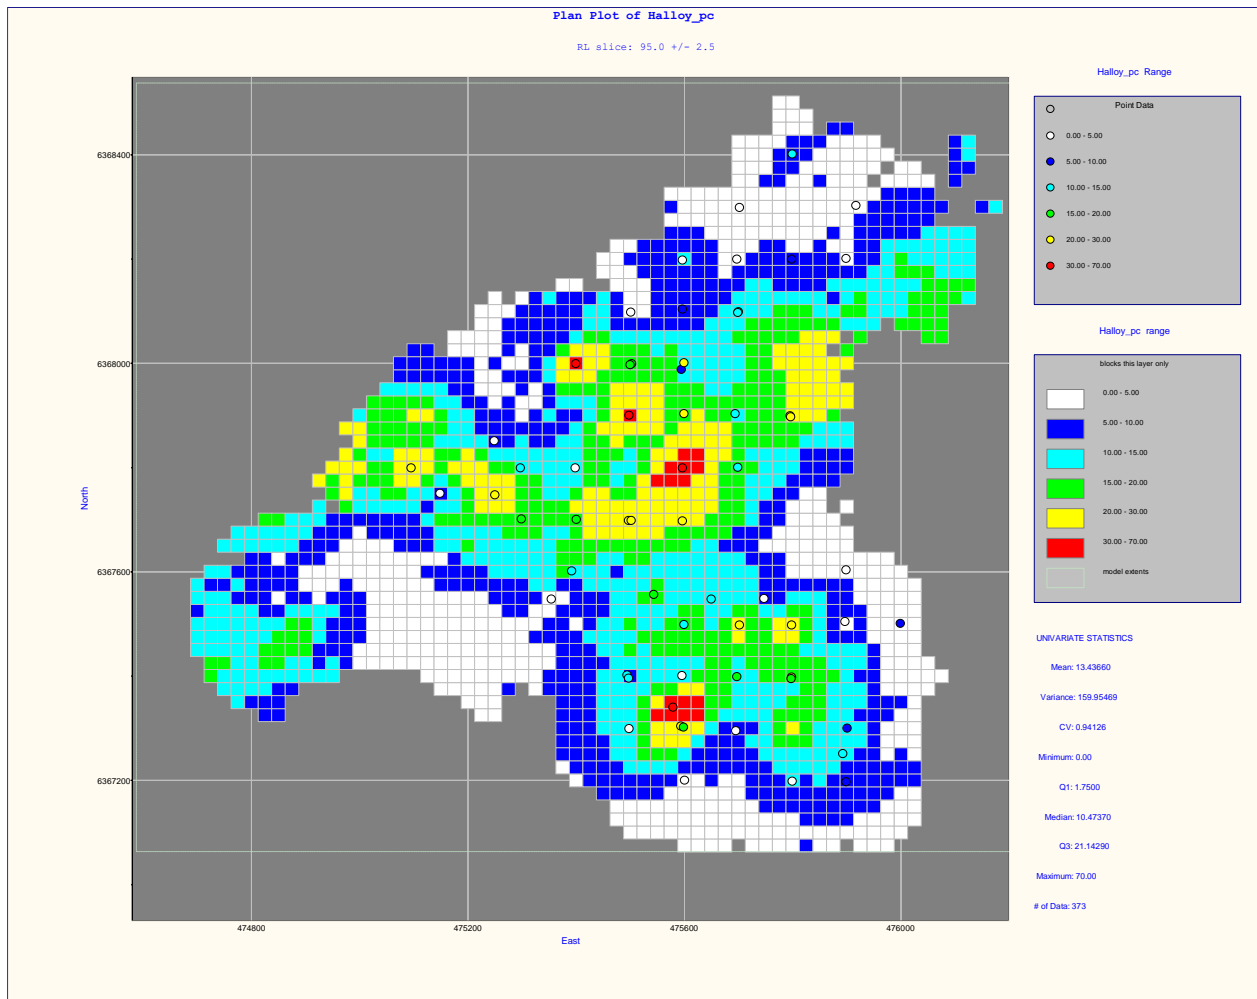 Plan Plot of Halloy_pc
RL slice: 95.0 +/- 2.5
Halloy_pc Range
Point Data
0.00 - 5.00
5.00 - 10.00
10.00 - 15.00
15.00 - 20.00
20.00 - 30.00
30.00 - 70.00
Halloy_pc range
blocks this layer only
0.00 - 5.00
5.00 - 10.00
10.00 - 15.00
15.00 - 20.00
20.00 - 30.00
30.00 - 70.00
model extents
UNIVARIATE STATISTICS
Mean: 13.43660
Variance: 159.95469
CV: 0.94126
Minimum: 0.00
Q1: 1.7500
Median: 10.47370
Q3: 21.14290
Maximum: 70.00
# of Data: 373
6368400
6368000
6367600
6367200
North
474800
475200
475600
476000
East